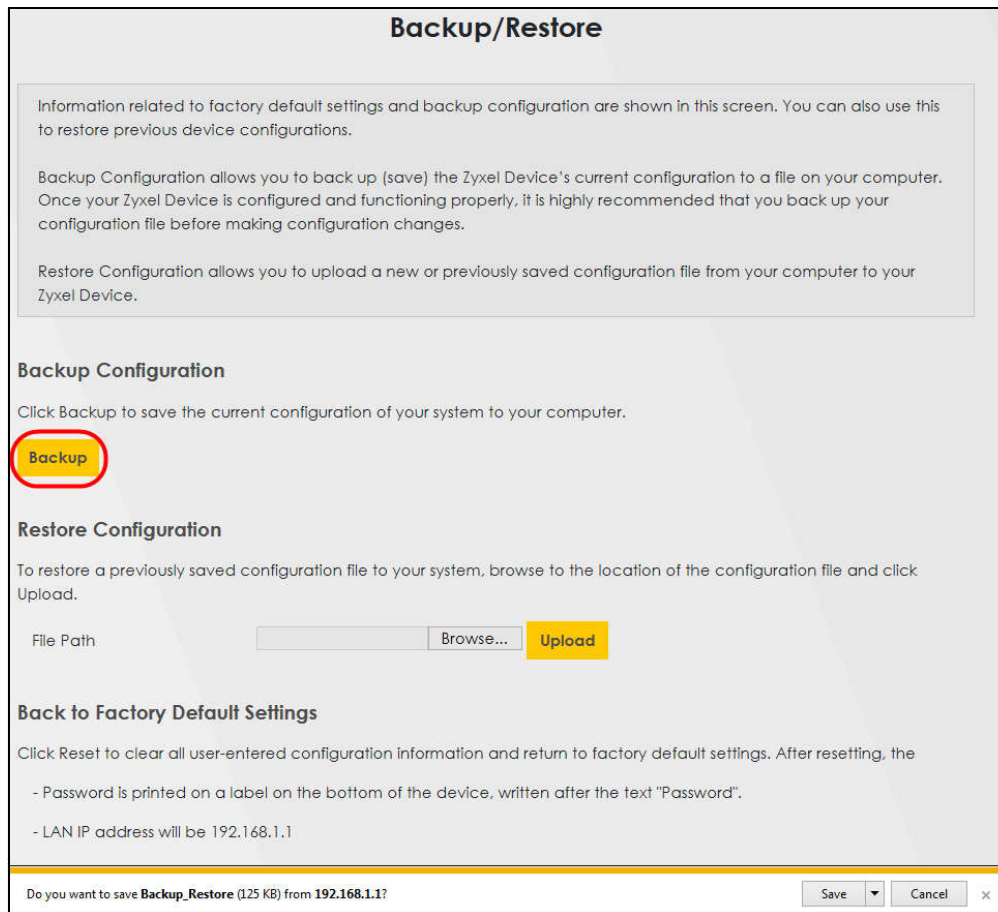 Backup/Restore
Information related to factory default settings and backup configuration are shown in this screen. You can also use this
to restore previous device configurations.
Backup Configuration allows you to back up (save) the Zyxel Device's current configuration to a file on your computer.
Once your Zyxel Device is configured and functioning properly, it is highly recommended that you back up your
configuration file before making configuration changes.
Restore Configuration allows you to upload a new or previously saved configuration file from your computer to your
Zyxel Device.
Backup Configuration
Click Backup to save the current configuration of your system to your computer.
Backup
Restore Configuration
To restore a previously saved configuration file to your system, browse to the location of the configuration file and click
Upload.
File Path Browse... Upload
Back to Factory Default Settings
Click Reset to clear all user-entered configuration information and return to factory default settings. After resetting, the
- Password is printed on a label on the bottom of the device, written after the text "Password".
- LAN IP address will be 192.168.1.1
Do you want to save Backup_Restore (125 KB) from 192.168.1.1? Save Cancel